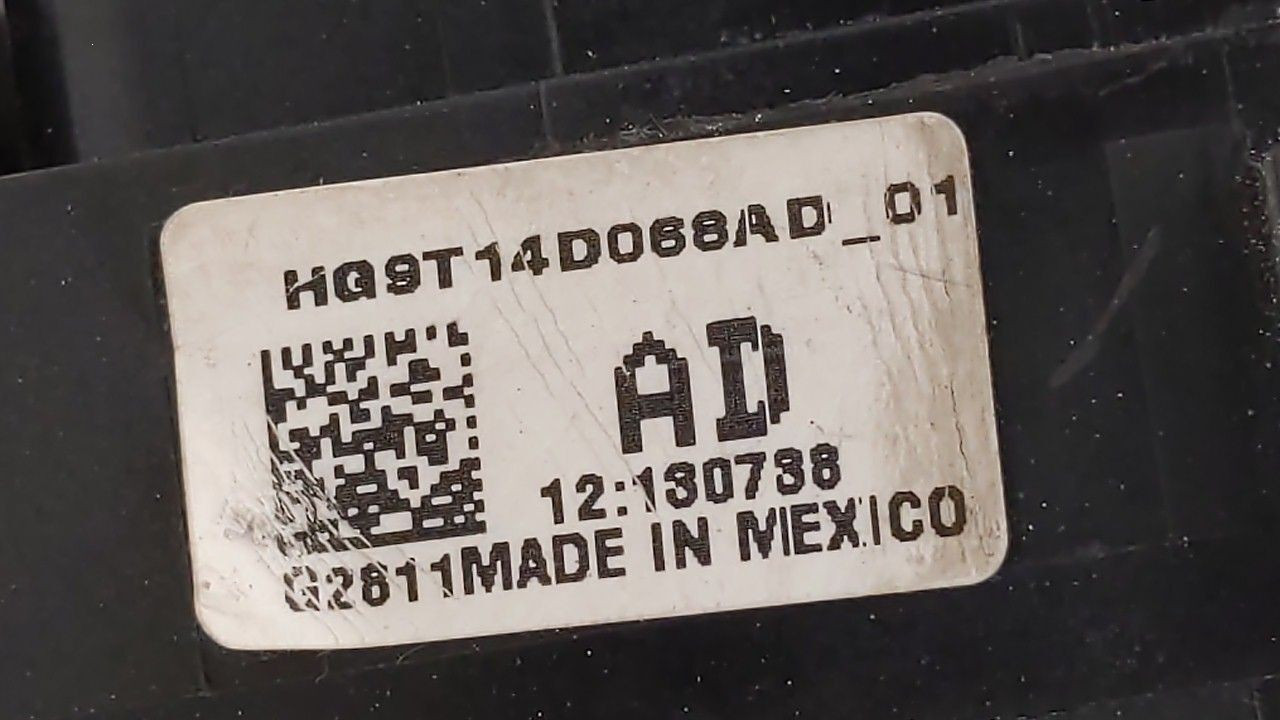 HG9T14D068AD_01
AD
12:130738
G2811MADE IN MEXICO